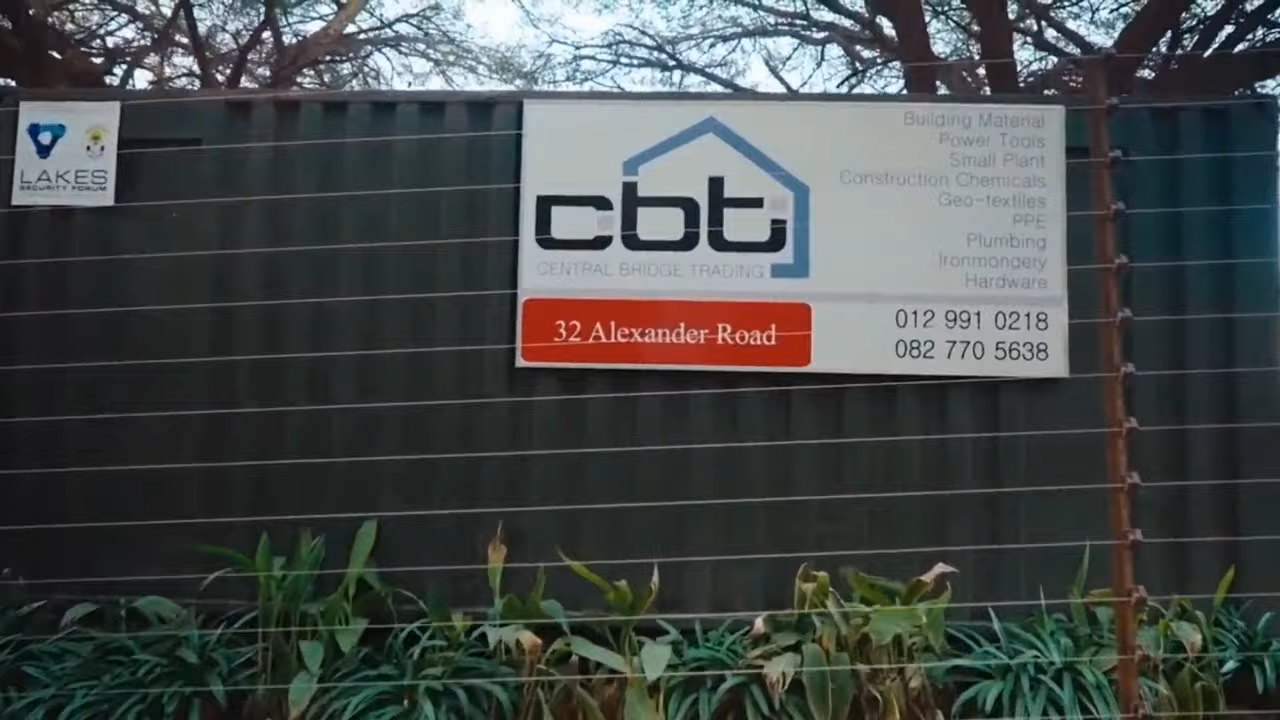 LAKES
SECURITY FORUM
cbt
CENTRAL BRIDGE TRADING
32 Alexander Road
Building Material
Power Tools
Small Plant
Construction Chemicals
Geo-textiles
PPE
Plumbing
Ironmongery
Hardware
012 991 0218
082 770 5638